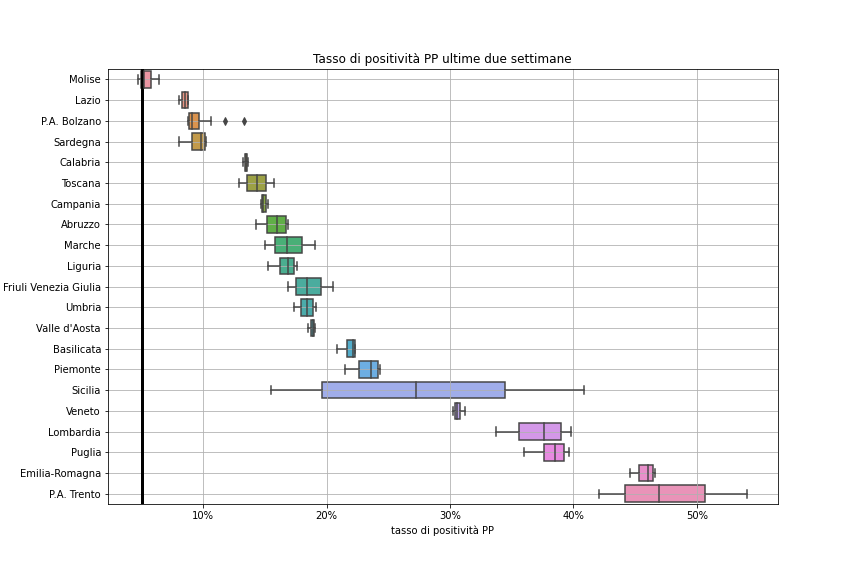 Tasso di positività PP ultime due settimane
Molise
Lazio
P.A. Bolzano
Sardegna
Calabria
Toscana
Campania
Abruzzo
Marche
Liguria
Friuli Venezia Giulia
Umbria
Valle d'Aosta
Basilicata
Piemonte
Sicilia
Veneto
Lombardia
Puglia
Emilia-Romagna
P.A. Trento
10% 20% 30% 40% 50%
tasso di positività PP